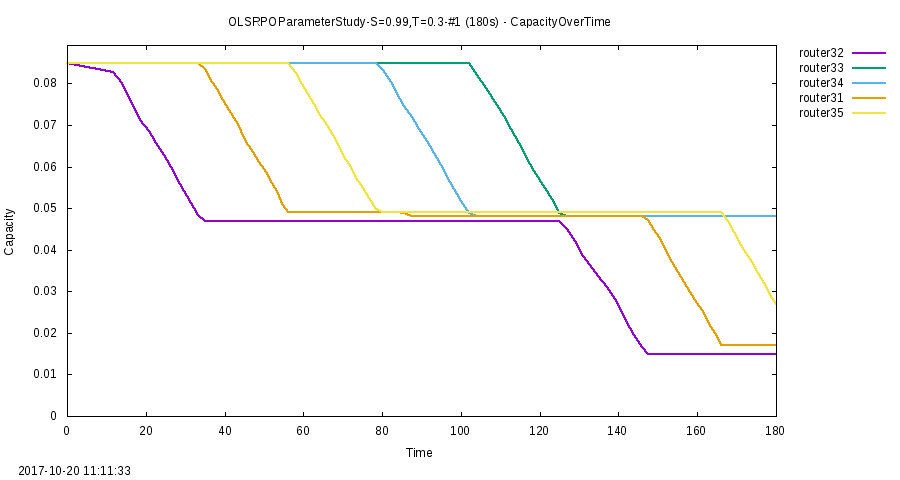 OLSRPOParameterStudy-S=0.99,T=0.3-#1 (180s) - CapacityOverTime
router32
router33
router34
router31
router35
0.08
0.07
0.06
0.05
0.04
0.03
0.02
0.01
0
Capacity
0 20 40 60 80 100 120 140 160 180
Time
2017-10-20 11:11:33